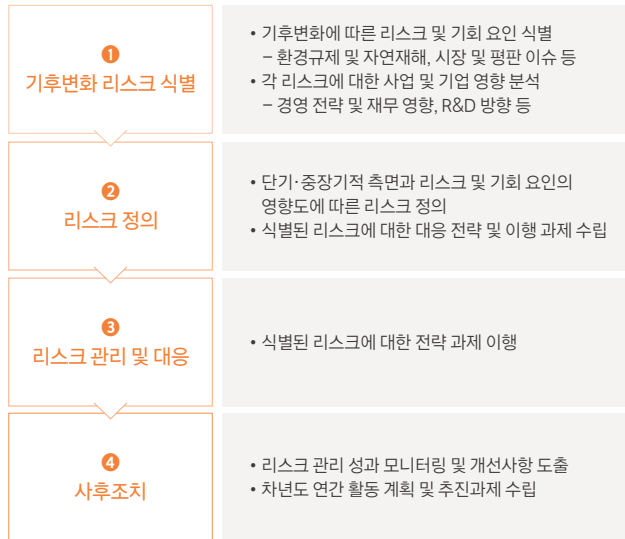 ❶
기후변화 리스크 식별
• 기후변화에 따른 리스크 및 기회 요인 식별
– 환경규제 및 자연재해, 시장 및 평판 이슈 등
• 각 리스크에 대한 사업 및 기업 영향 분석
– 경영 전략 및 재무 영향, R&D 방향 등
❷
리스크 정의
• 단기·중장기적 측면과 리스크 및 기회 요인의
영향도에 따른 리스크 정의
• 식별된 리스크에 대한 대응 전략 및 이행 과제 수립
❸
리스크 관리 및 대응
• 식별된 리스크에 대한 전략 과제 이행
❹
사후조치
• 리스크 관리 성과 모니터링 및 개선사항 도출
• 차년도 연간 활동 계획 및 추진과제 수립